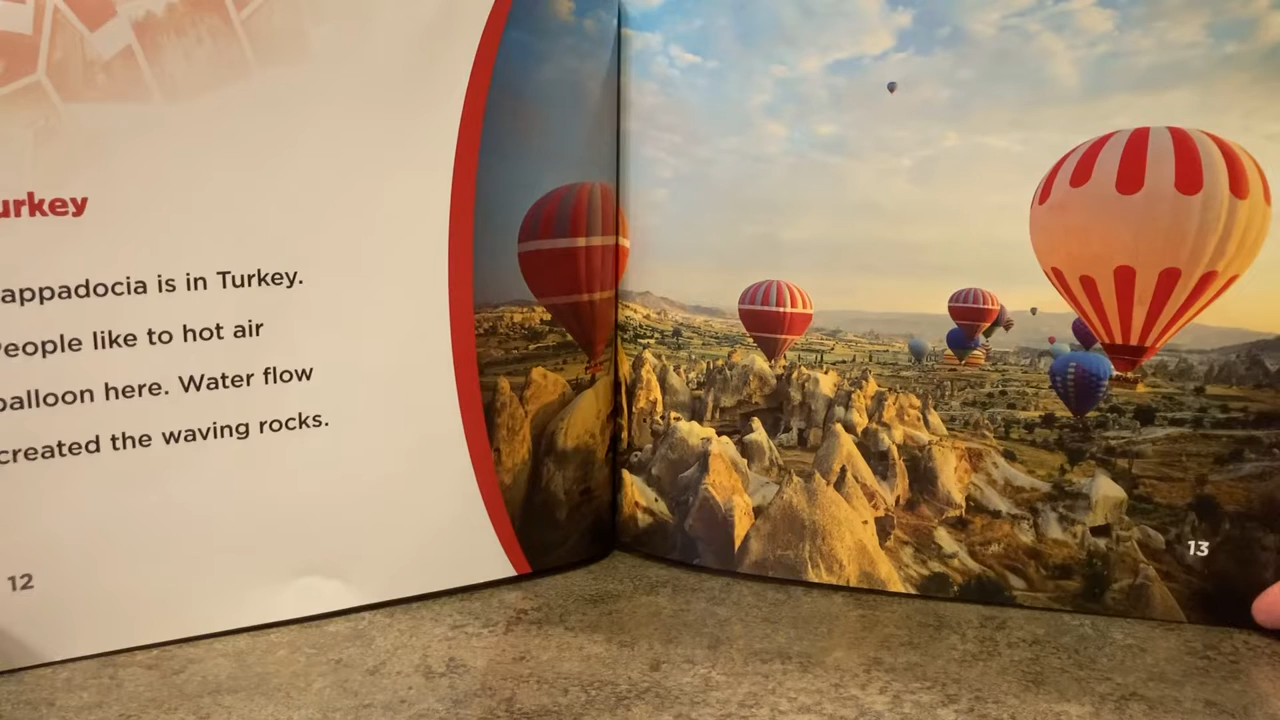 urkey
appadocia is in Turkey.
People like to hot air
balloon here. Water flow
created the waving rocks.
12
13